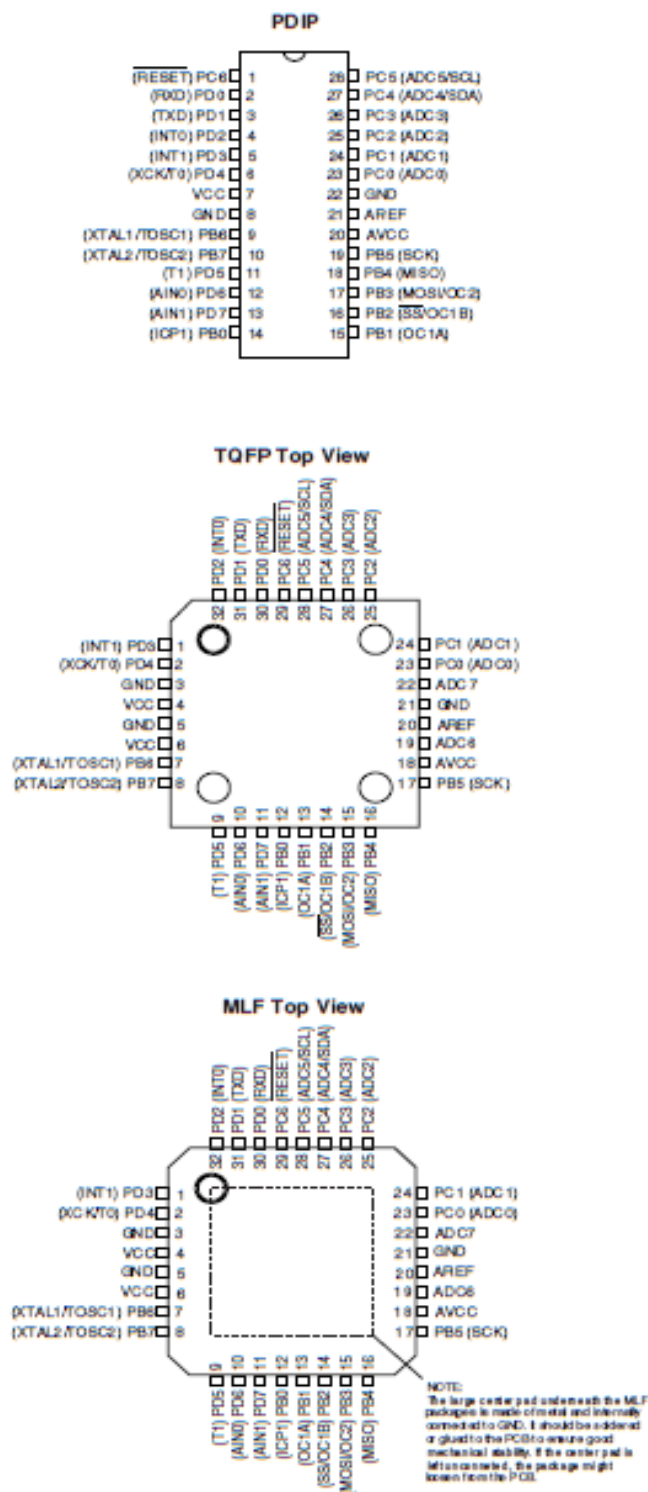 PDIP
(RESET) PC6 1 28 PC5 (ADC5/SCL)
(RXD) PD0 2 27 PC4 (ADC4/SDA)
(TXD) PD1 3 26 PC3 (ADC3)
(INT0) PD2 4 25 PC2 (ADC2)
(INT1) PD3 5 24 PC1 (ADC1)
(XCK/T0) PD4 6 23 PC0 (ADC0)
VCC 7 22 GND
GND 8 21 AREF
(XTAL1/TOSC1) PB6 9 20 AVCC
(XTAL2/TOSC2) PB7 10 19 PB5 (SCK)
(T1) PD5 11 18 PB4 (MISO)
(AIN0) PD6 12 17 PB3 (MOSI/OC2)
(AIN1) PD7 13 16 PB2 (SS/OC1B)
(ICP1) PB0 14 15 PB1 (OC1A)
TQFP Top View
32 PD2 (INT0)
31 PD1 (TXD)
30 PD0 (RXD)
29 PC6 (RESET)
28 PC5 (ADC5/SCL)
27 PC4 (ADC4/SDA)
26 PC3 (ADC3)
25 PC2 (ADC2)
(INT1) PD3 1 24 PC1 (ADC1)
(XCK/T0) PD4 2 23 PC0 (ADC0)
GND 3 22 ADC7
VCC 4 21 GND
GND 5 20 AREF
VCC 6 19 ADC6
(XTAL1/TOSC1) PB6 7 18 AVCC
(XTAL2/TOSC2) PB7 8 17 PB5 (SCK)
(T1) PD5 9
(AIN0) PD6 10
(AIN1) PD7 11
(ICP1) PB0 12
(OC1A) PB1 13
(SS/OC1B) PB2 14
(MOSI/OC2) PB3 15
(MISO) PB4 16
MLF Top View
32 PD2 (INT0)
31 PD1 (TXD)
30 PD0 (RXD)
29 PC6 (RESET)
28 PC5 (ADC5/SCL)
27 PC4 (ADC4/SDA)
26 PC3 (ADC3)
25 PC2 (ADC2)
(INT1) PD3 1 24 PC1 (ADC1)
(XCK/T0) PD4 2 23 PC0 (ADC0)
GND 3 22 ADC7
VCC 4 21 GND
GND 5 20 AREF
VCC 6 19 ADC6
(XTAL1/TOSC1) PB6 7 18 AVCC
(XTAL2/TOSC2) PB7 8 17 PB5 (SCK)
(T1) PD5 9
(AIN0) PD6 10
(AIN1) PD7 11
(ICP1) PB0 12
(OC1A) PB1 13
(SS/OC1B) PB2 14
(MOSI/OC2) PB3 15
(MISO) PB4 16
NOTE:
The large center pad underneath the MLF
packages is made of metal and internally
connected to GND. It should be soldered
or glued to the PCB to ensure good
mechanical stability. If the center pad is
left unconneted, the package might
loosen from the PCB.